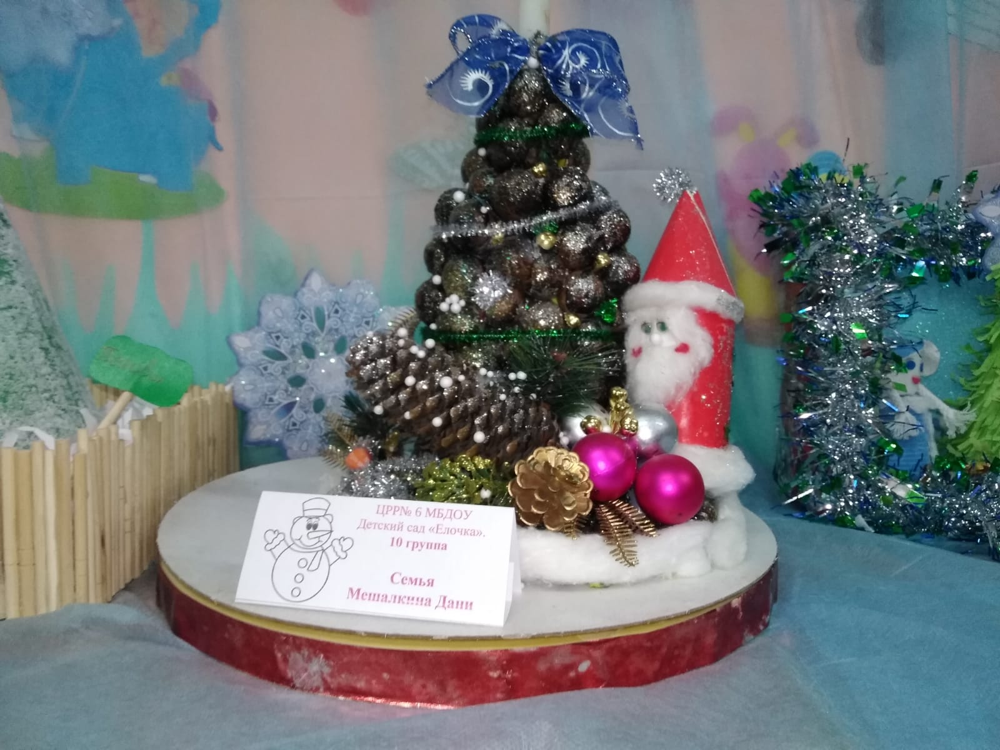 ЦРР№ 6 МБДОУ
Детский сад «Елочка»,
10 группа
Семья
Мешалкина Дани